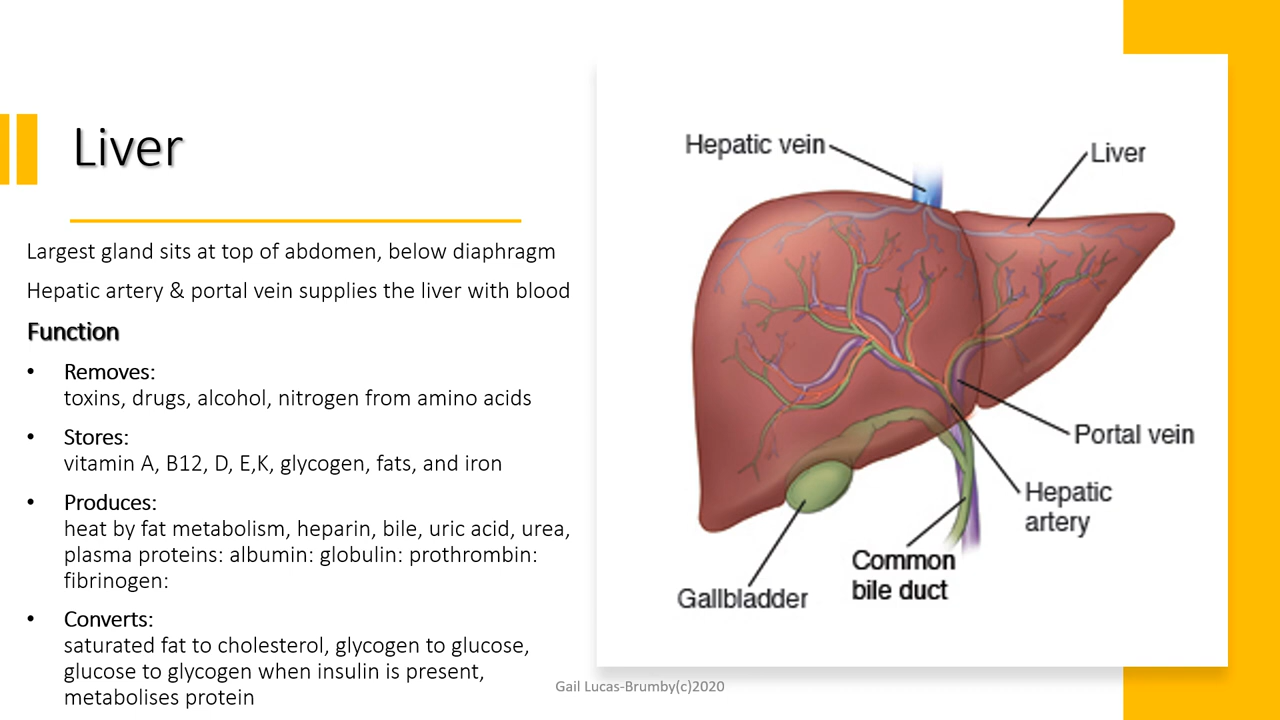 Liver
Largest gland sits at top of abdomen, below diaphragm
Hepatic artery & portal vein supplies the liver with blood
Function
• Removes:
toxins, drugs, alcohol, nitrogen from amino acids
• Stores:
vitamin A, B12, D, E,K, glycogen, fats, and iron
• Produces:
heat by fat metabolism, heparin, bile, uric acid, urea,
plasma proteins: albumin: globulin: prothrombin:
fibrinogen:
• Converts:
saturated fat to cholesterol, glycogen to glucose,
glucose to glycogen when insulin is present,
metabolises protein
Hepatic vein
Liver
Portal vein
Hepatic
artery
Common
bile duct
Gallbladder
Gail Lucas-Brumby(c)2020